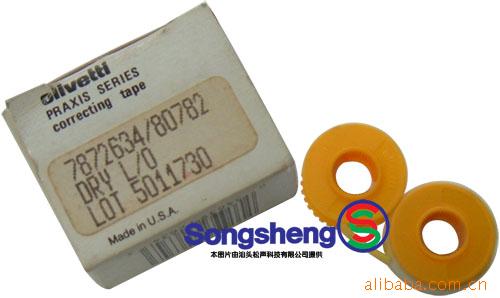 olivetti
PRAXIS SERIES
correcting tape
7872634/80782
DRY L/O
LOT 5011730
Made in U.S.A.
Songsheng
本图片由汕头松声科技有限公司提供
alibaba.com.cn